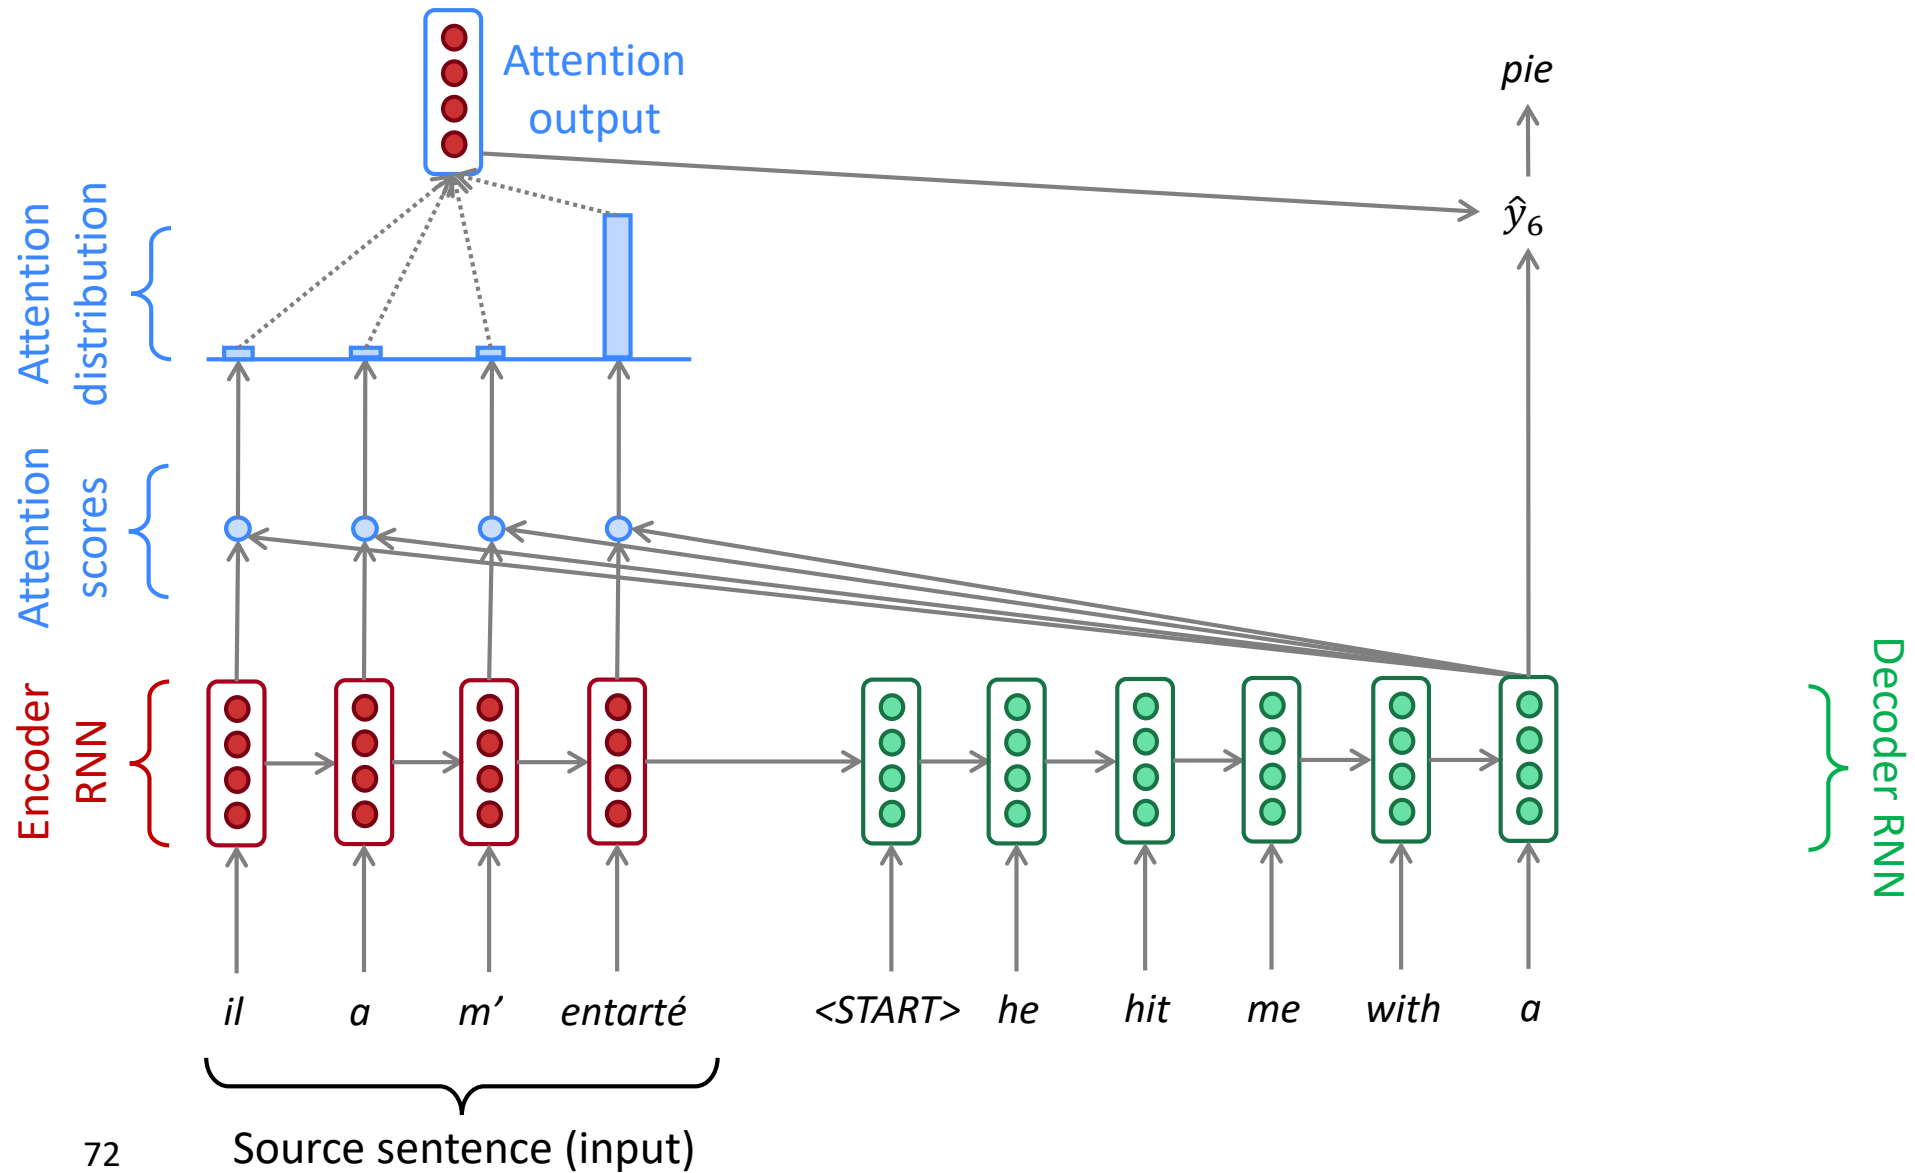 Attention
output
pie
ŷ6
Attention
distribution
Attention
scores
Encoder
RNN
Decoder RNN
il a m’ entarté <START> he hit me with a
Source sentence (input)
72